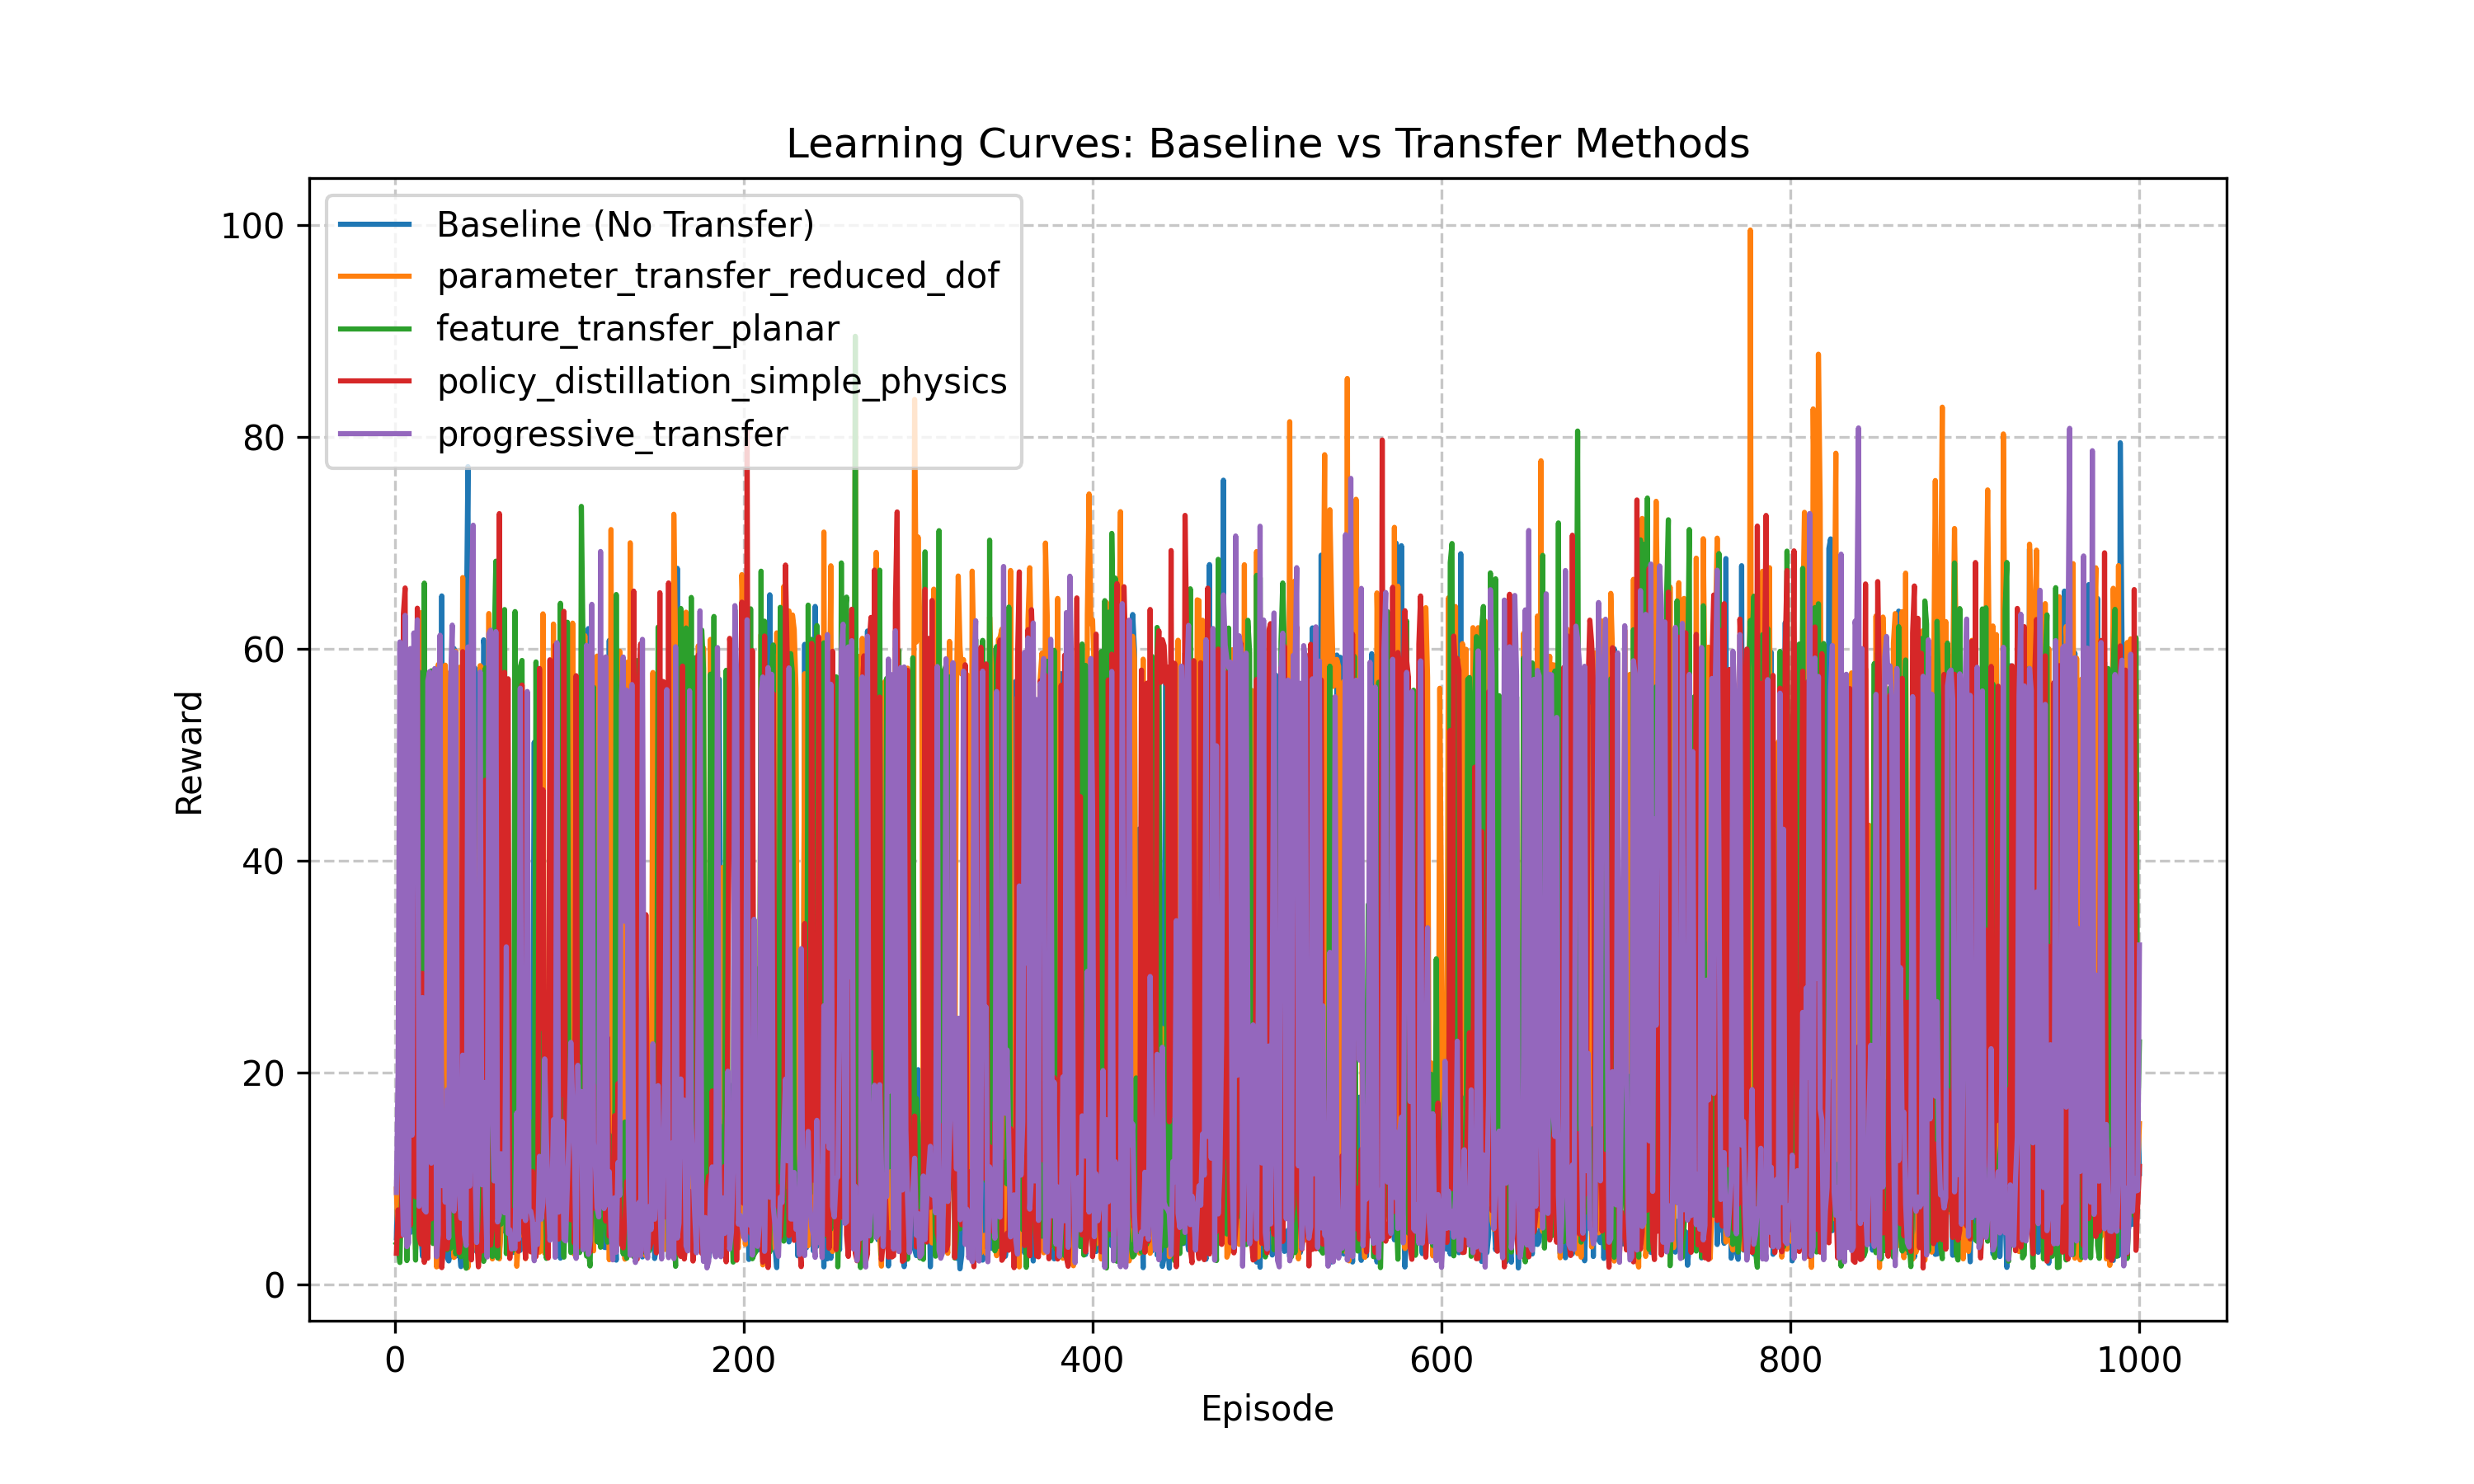 Learning Curves: Baseline vs Transfer Methods
Baseline (No Transfer)
parameter_transfer_reduced_dof
feature_transfer_planar
policy_distillation_simple_physics
progressive_transfer
100
80
60
40
20
0
Reward
0 200 400 600 800 1000
Episode